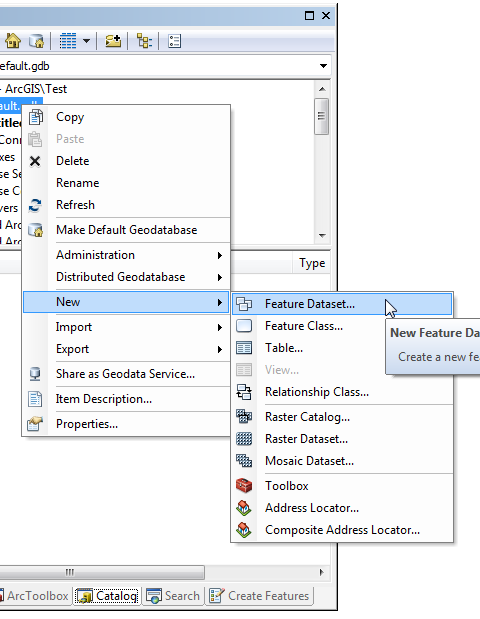 efault.gdb
- ArcGIS\Test
ault.gdb
titled
Conn
xes
se Se
se C
vers
d Arc
d Arc
Copy
Paste
Delete
Rename
Refresh
Make Default Geodatabase
Administration
Distributed Geodatabase
New
Import
Export
Share as Geodata Service...
Item Description...
Properties...
Type
Feature Dataset...
Feature Class...
Table...
View...
Relationship Class...
Raster Catalog...
Raster Dataset...
Mosaic Dataset...
Toolbox
Address Locator...
Composite Address Locator...
New Feature Da
Create a new fe
ArcToolbox
Catalog
Search
Create Features